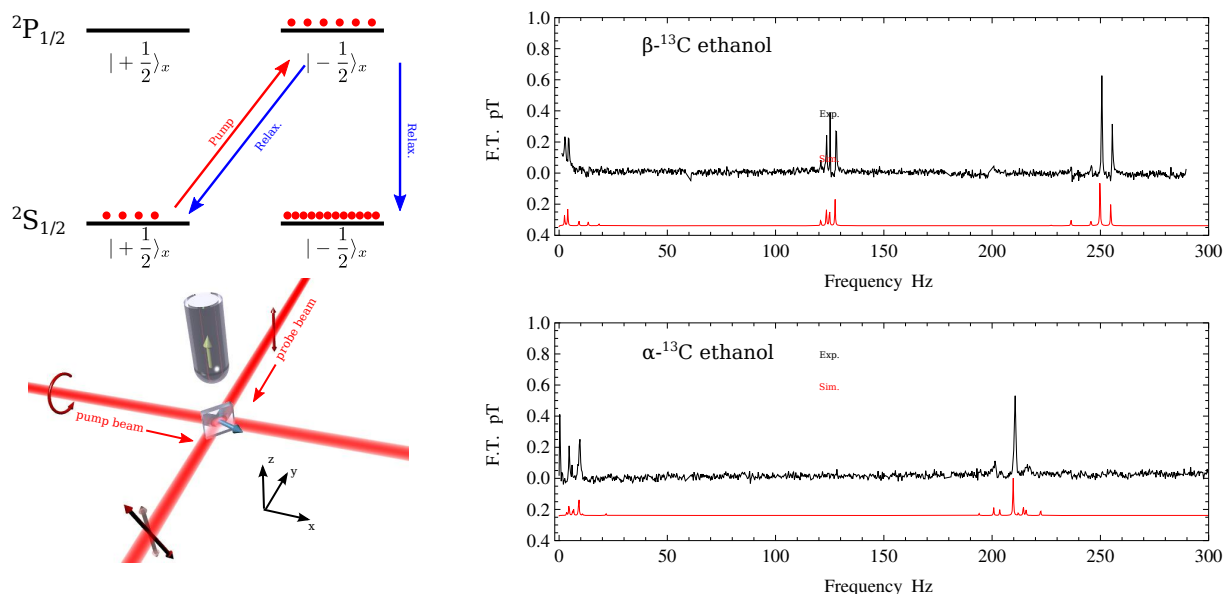 ²P₁/₂
|+1/2⟩ₓ
|−1/2⟩ₓ
Pump
Relax.
Relax.
²S₁/₂
|+1/2⟩ₓ
|−1/2⟩ₓ
probe beam
pump beam
z
y
x
β-¹³C ethanol
Exp.
Sim.
F.T. pT
1.0
0.8
0.6
0.4
0.2
0.0
0.2
0.4
0 50 100 150 200 250 300
Frequency Hz
α-¹³C ethanol
Exp.
Sim.
F.T. pT
1.0
0.8
0.6
0.4
0.2
0.0
0.2
0.4
0 50 100 150 200 250 300
Frequency Hz